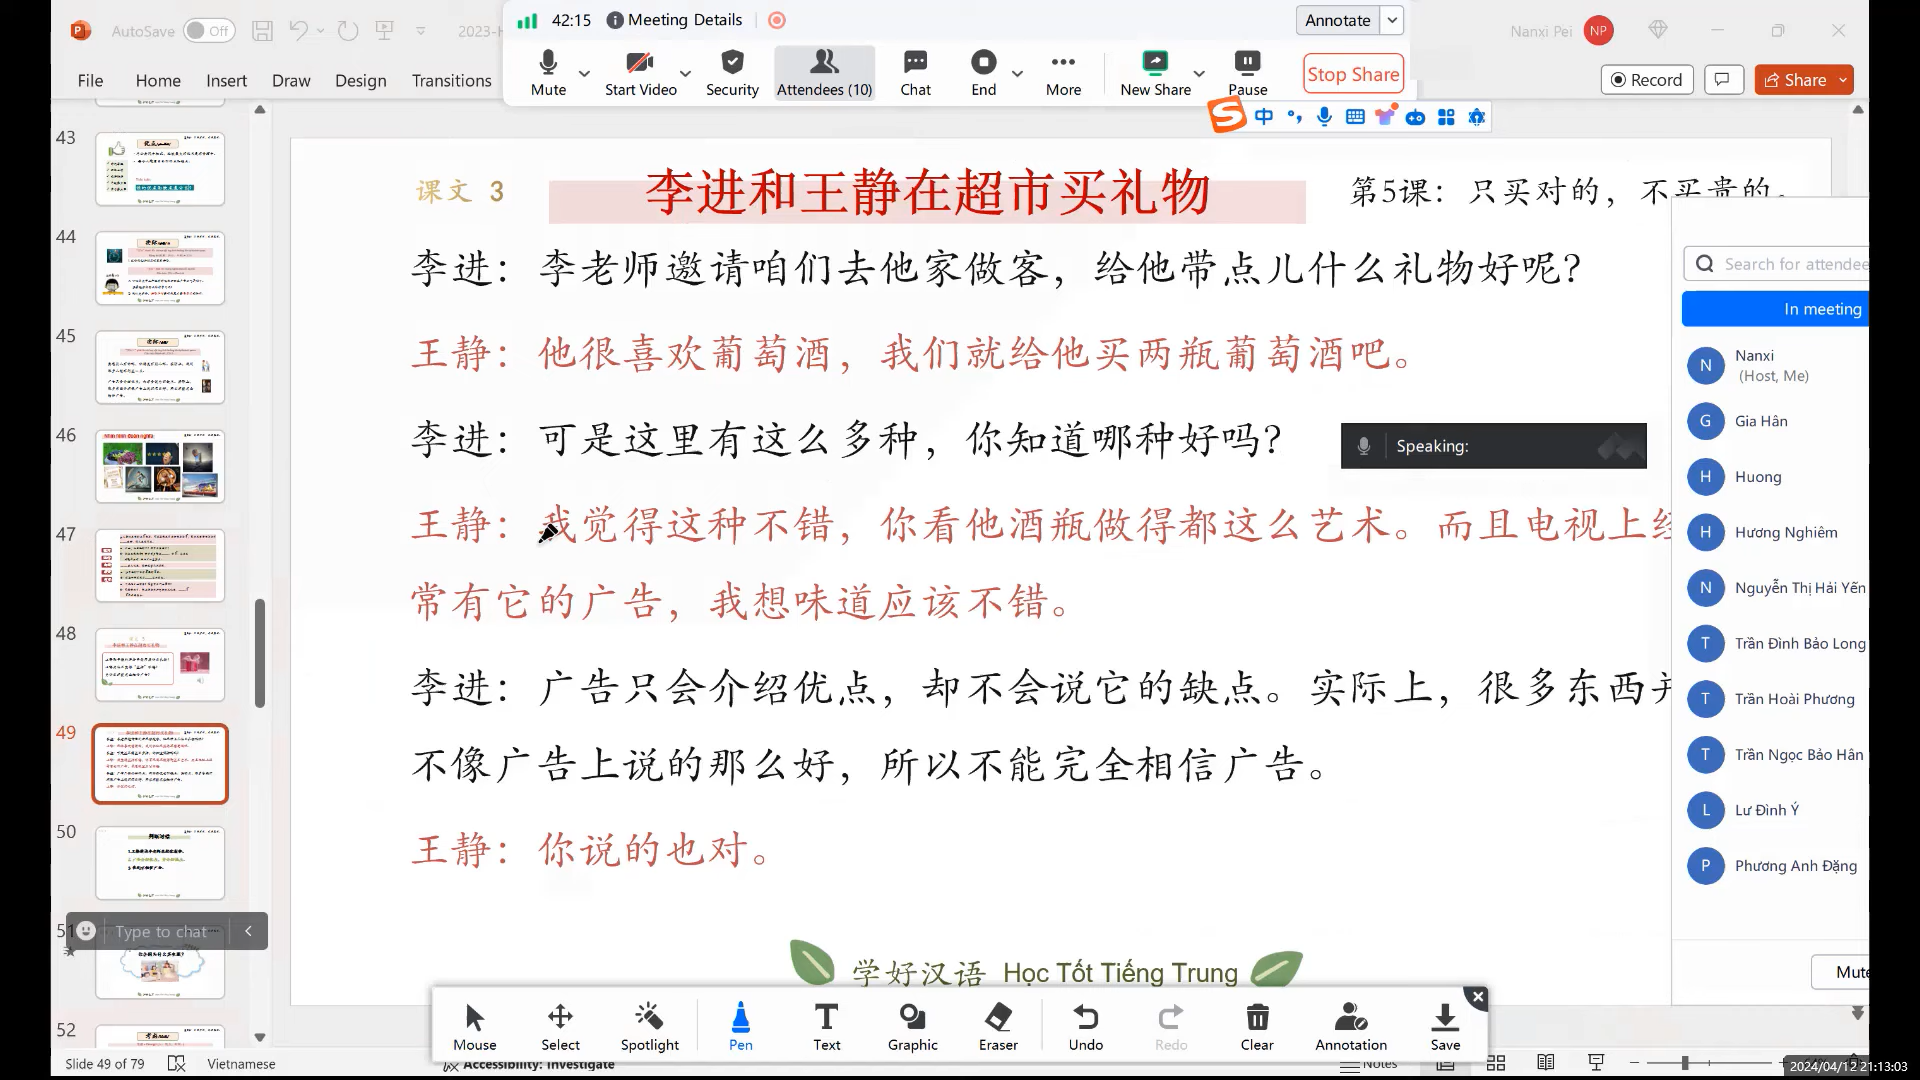 AutoSave Off
2023-
42:15 Meeting Details
Annotate
Nanxi Pei NP
File Home Insert Draw Design Transitions
Mute Start Video Security Attendees (10) Chat End More New Share Pause Stop Share
Record Share
中
43
44
45
46
47
48
49
50
51
52
课文 3
李进和王静在超市买礼物
第5课：只买对的，不买贵的。
李进：李老师邀请咱们去他家做客，给他带点儿什么礼物好呢？
王静：他很喜欢葡萄酒，我们就给他买两瓶葡萄酒吧。
李进：可是这里有这么多种，你知道哪种好吗？
Speaking:
王静：我觉得这种不错，你看他酒瓶做得都这么艺术。而且电视上经
常有它的广告，我想味道应该不错。
李进：广告只会介绍优点，却不会说它的缺点。实际上，很多东西并
不像广告上说的那么好，所以不能完全相信广告。
王静：你说的也对。
学好汉语 Học Tốt Tiếng Trung
Search for attendee
In meeting
N Nanxi
(Host, Me)
G Gia Hân
H Huong
H Hương Nghiêm
N Nguyễn Thị Hải Yến
T Trần Đình Bảo Long
T Trần Hoài Phương
T Trần Ngọc Bảo Hân
L Lư Đình Ý
P Phương Anh Đặng
Mute
Type to chat
Mouse Select Spotlight Pen Text Graphic Eraser Undo Redo Clear Annotation Save
Slide 49 of 79 Vietnamese Accessibility: Investigate Notes
2024/04/12 21:13:03